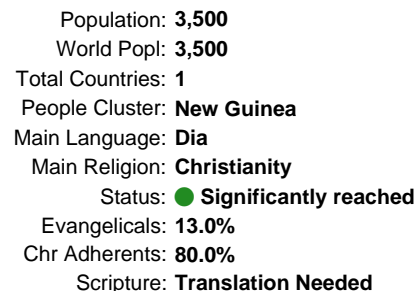 Population: 3,500
World Popl: 3,500
Total Countries: 1
People Cluster: New Guinea
Main Language: Dia
Main Religion: Christianity
Status: Significantly reached
Evangelicals: 13.0%
Chr Adherents: 80.0%
Scripture: Translation Needed